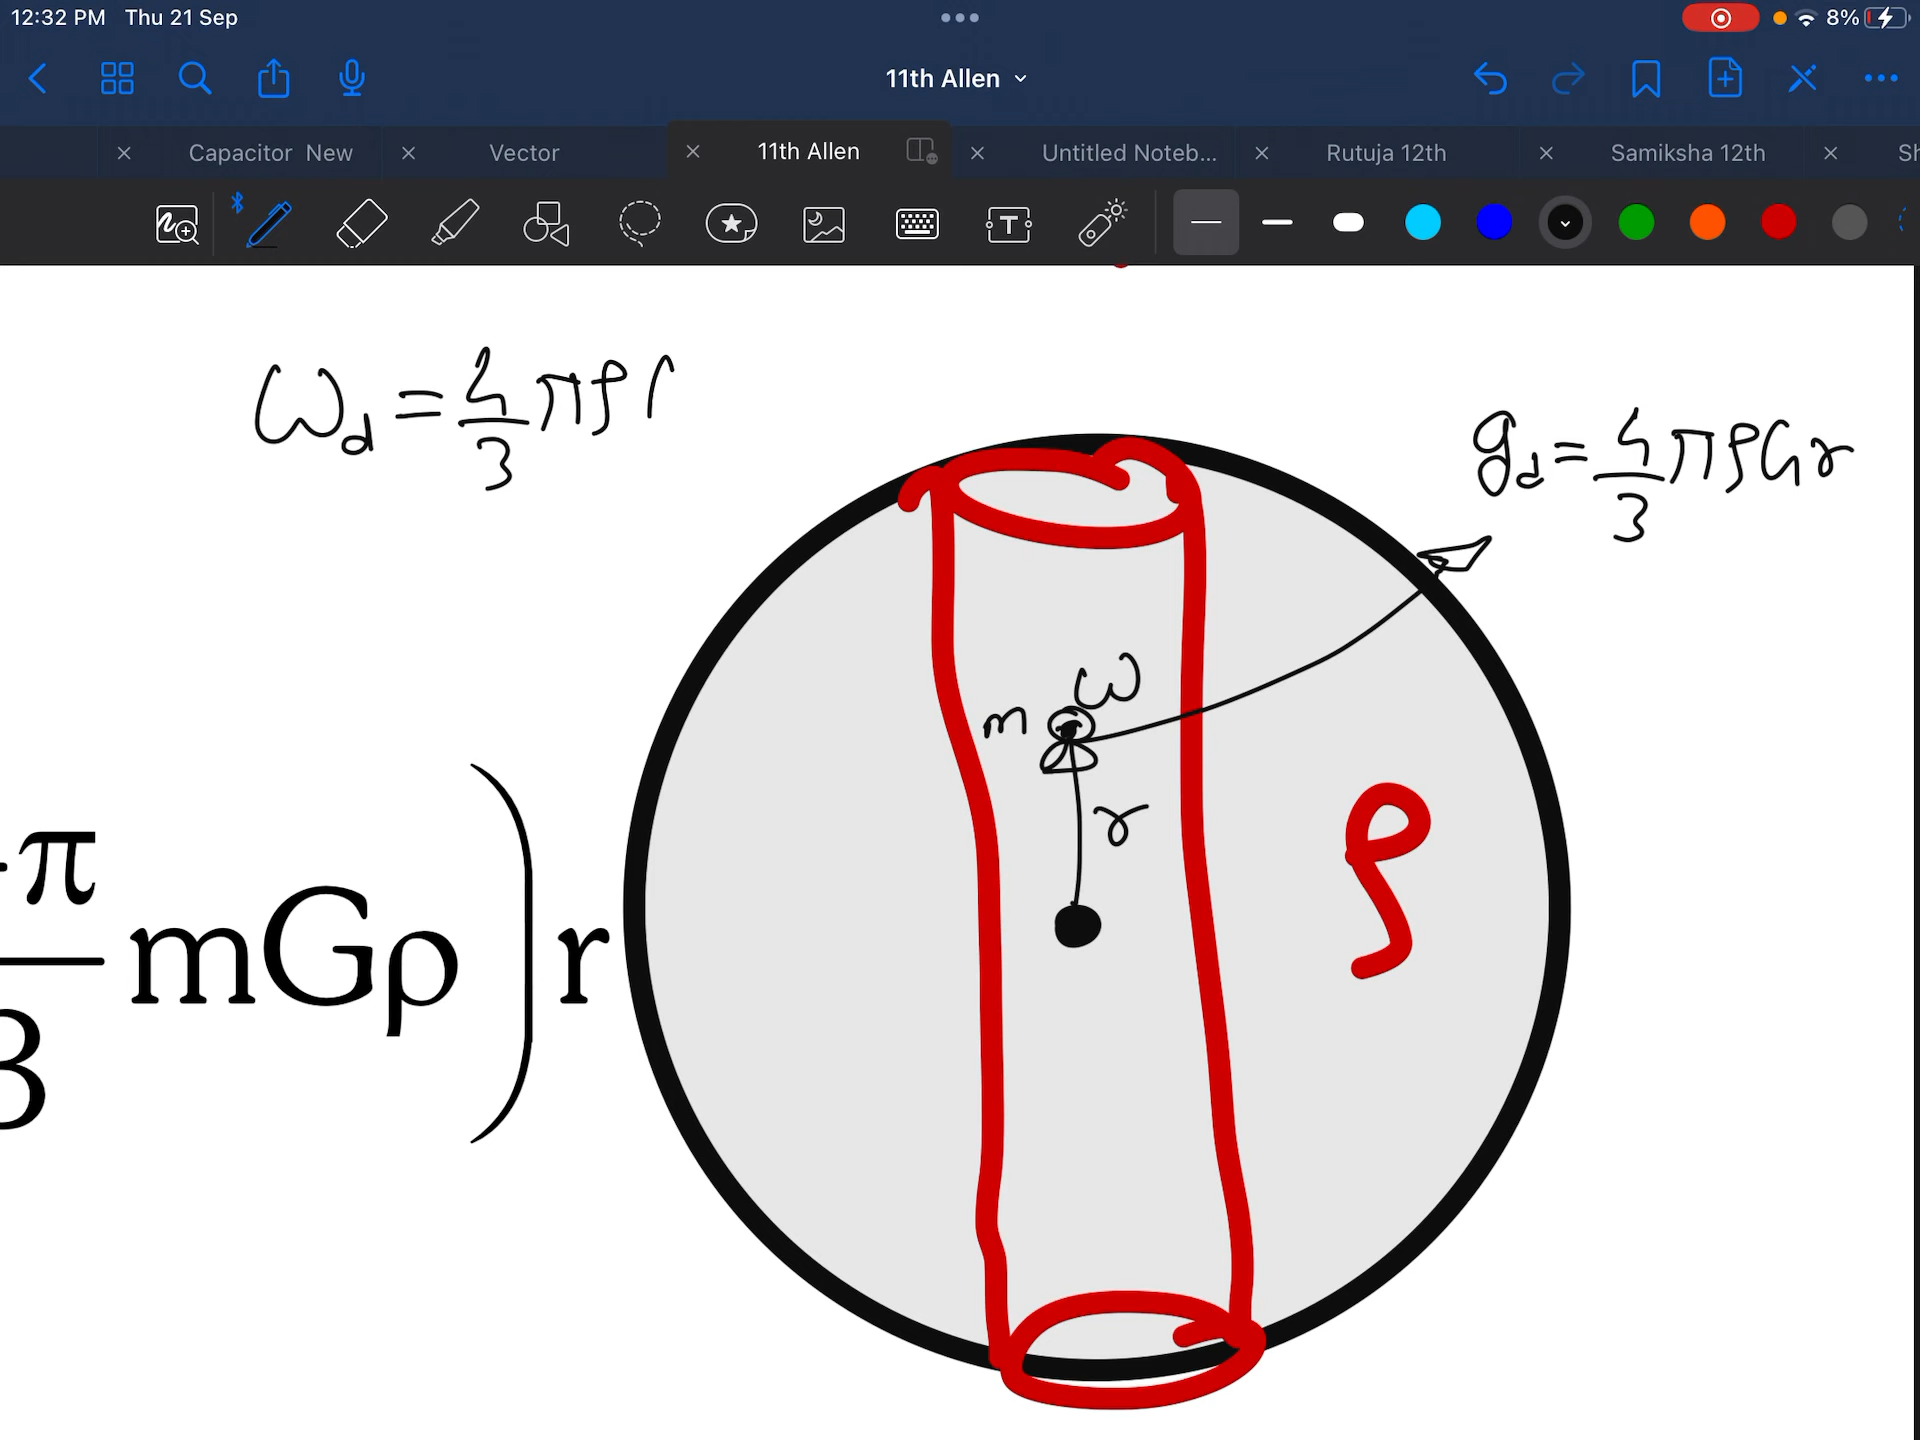 12:32 PM Thu 21 Sep
8%
11th Allen
Capacitor New
Vector
11th Allen
Untitled Noteb...
Rutuja 12th
Samiksha 12th
Sh
T
ω_d = 4/3 πρ
g_d = 4/3 πρGr
ω
m
r
ρ
π/3 mGρ) r